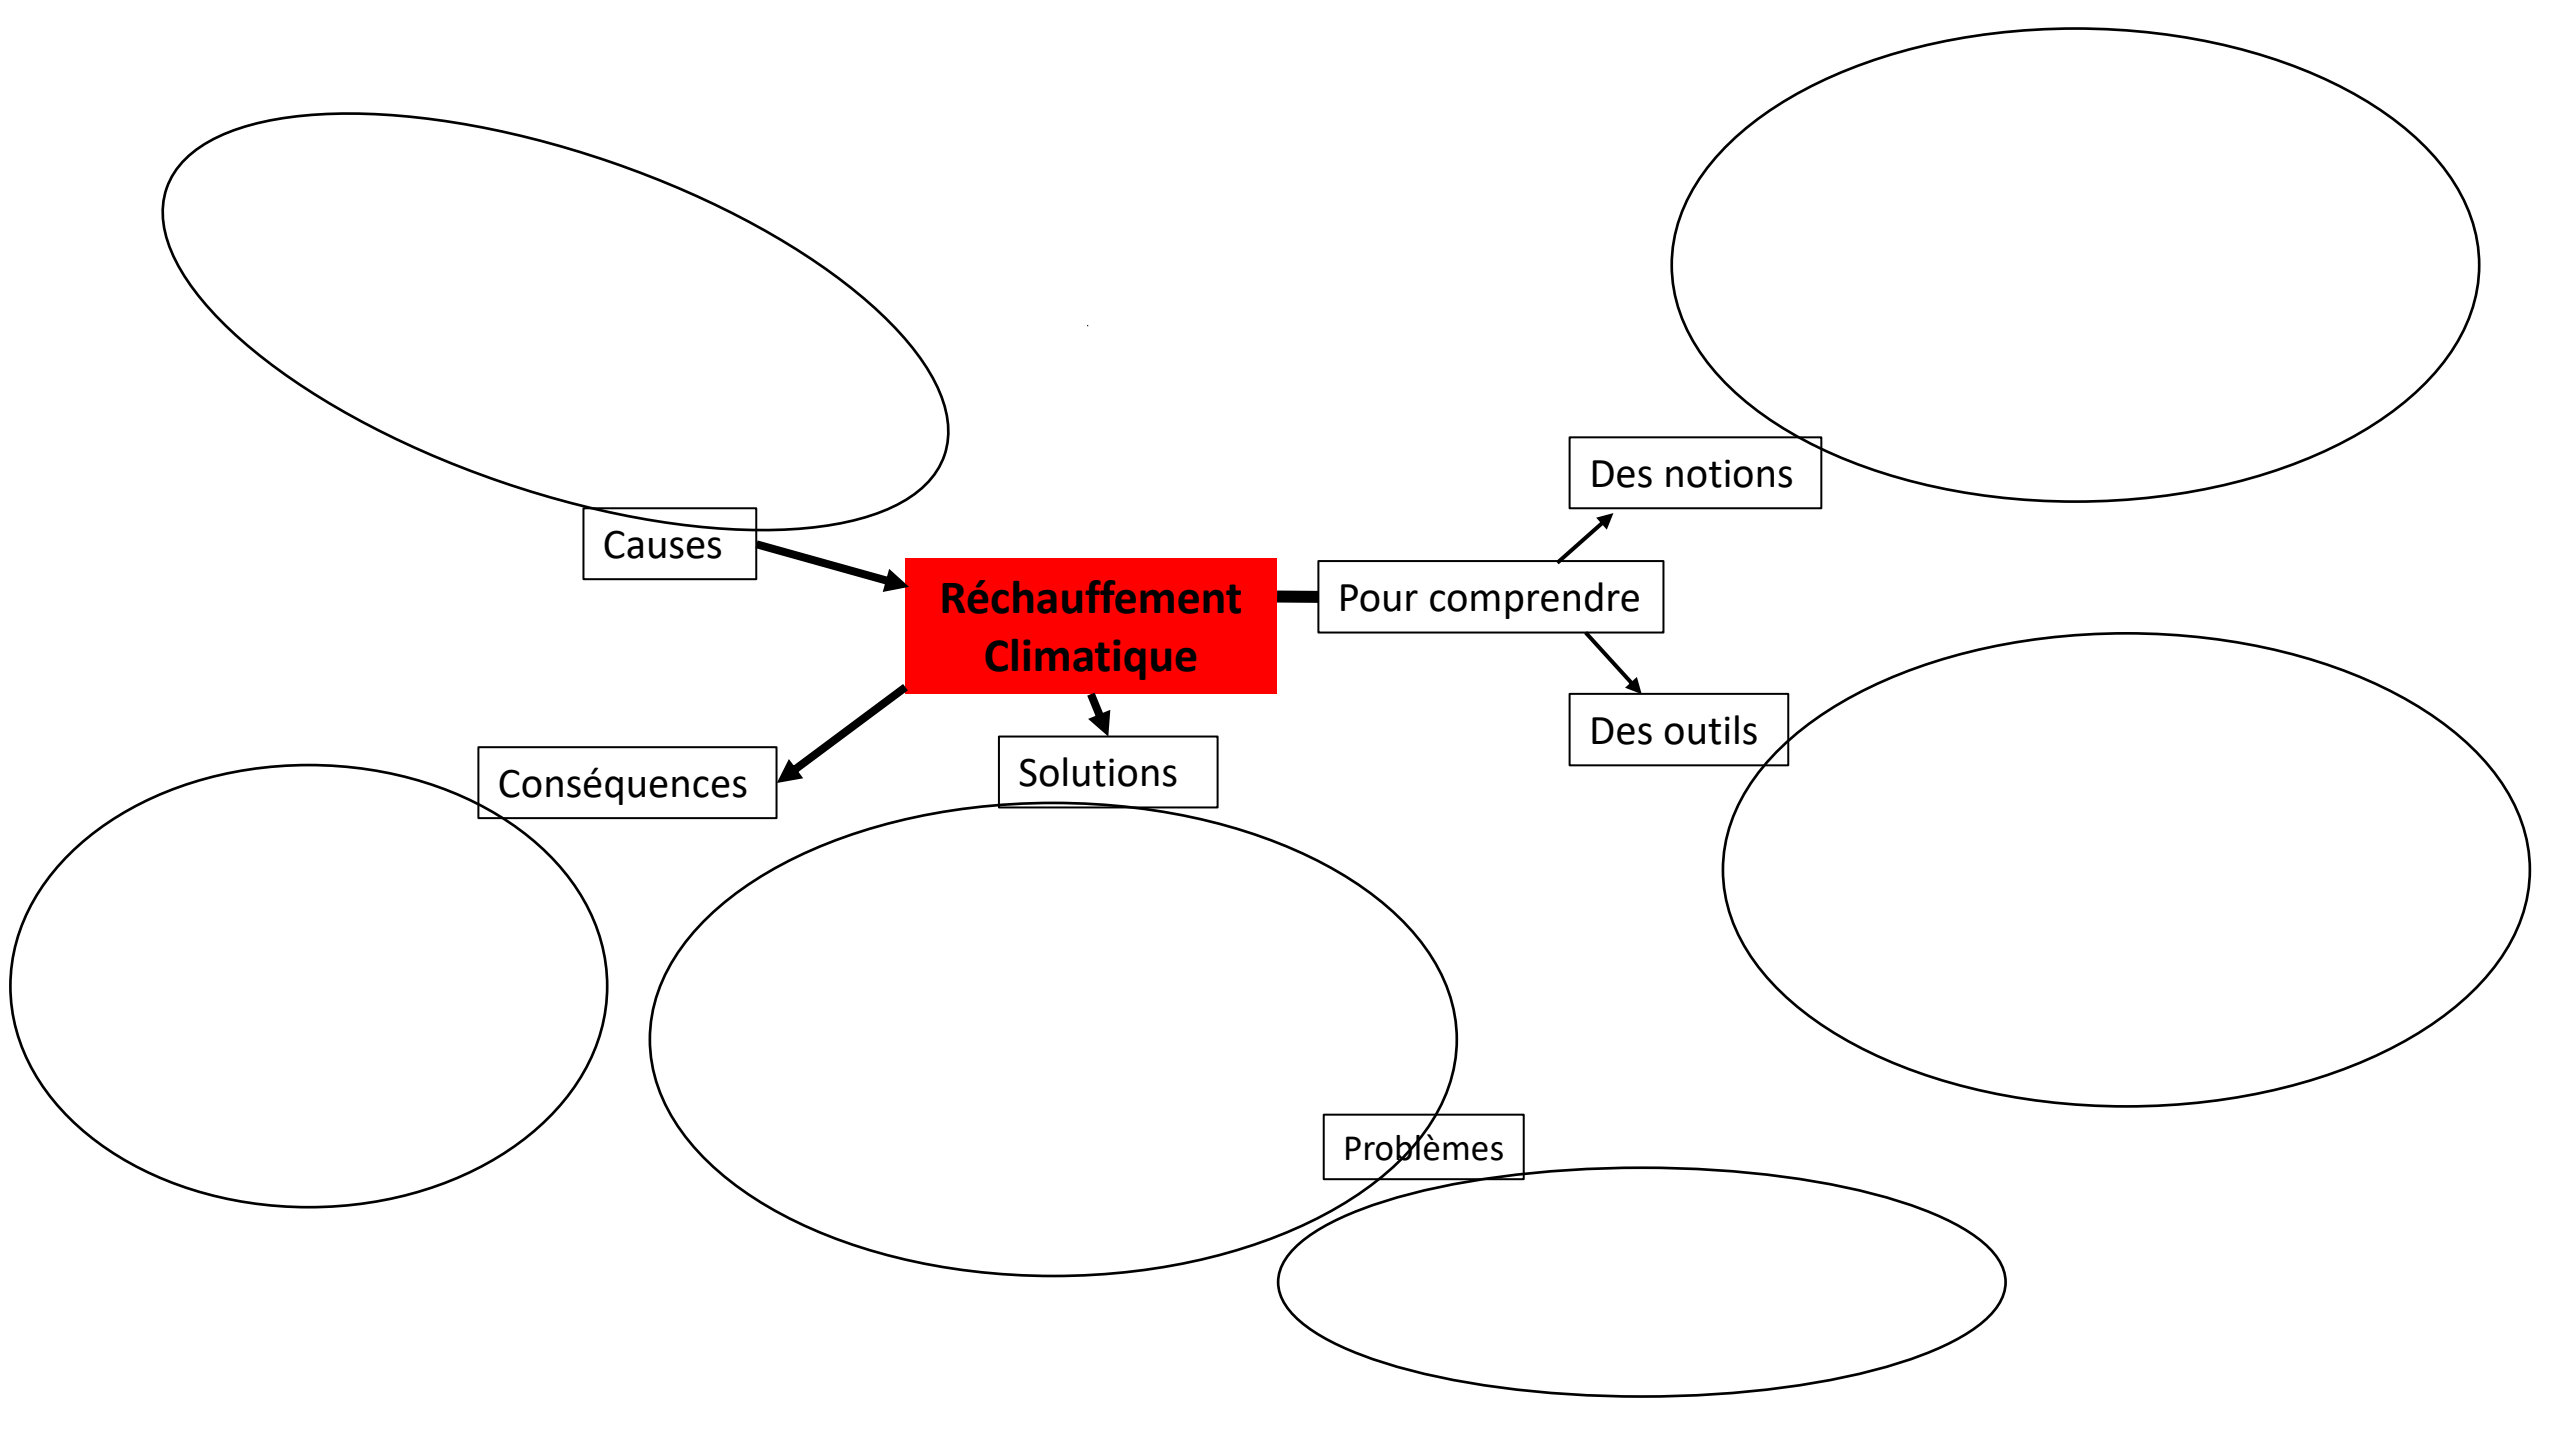 Des notions
Causes
Réchauffement
Climatique
Pour comprendre
Des outils
Conséquences
Solutions
Problèmes